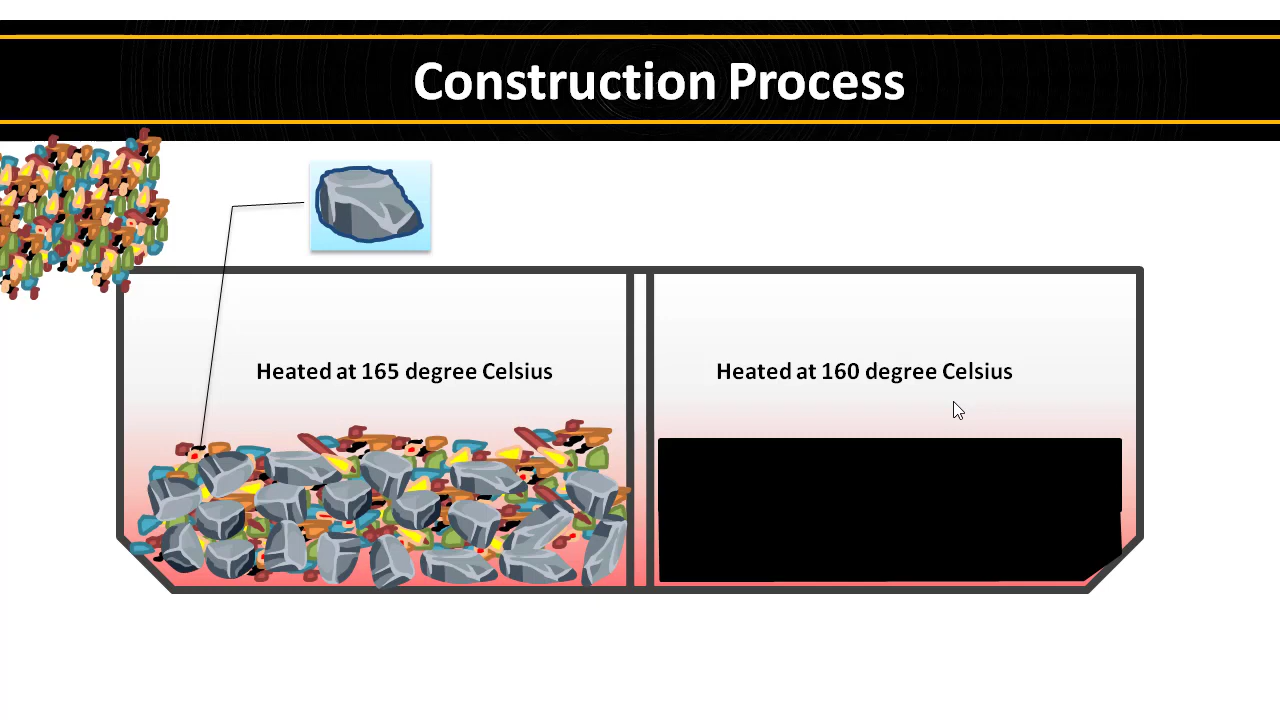 Construction Process
Heated at 165 degree Celsius
Heated at 160 degree Celsius